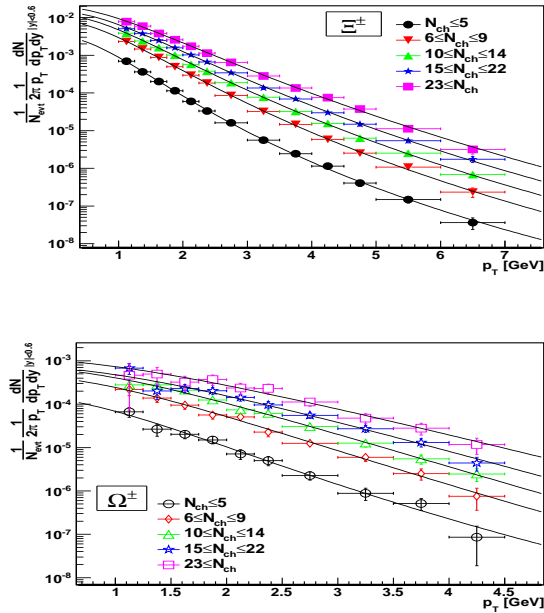 1/N_evt 1/2π p_T dN/dp_T dy |y|<0.6
Ξ±
N_ch≤5
6≤N_ch≤9
10≤N_ch≤14
15≤N_ch≤22
23≤N_ch
10⁻²
10⁻³
10⁻⁴
10⁻⁵
10⁻⁶
10⁻⁷
10⁻⁸
1 2 3 4 5 6 7
p_T [GeV]
1/N_evt 1/2π p_T dN/dp_T dy |y|<0.6
Ω±
N_ch≤5
6≤N_ch≤9
10≤N_ch≤14
15≤N_ch≤22
23≤N_ch
10⁻³
10⁻⁴
10⁻⁵
10⁻⁶
10⁻⁷
10⁻⁸
1 1.5 2 2.5 3 3.5 4 4.5
p_T [GeV]